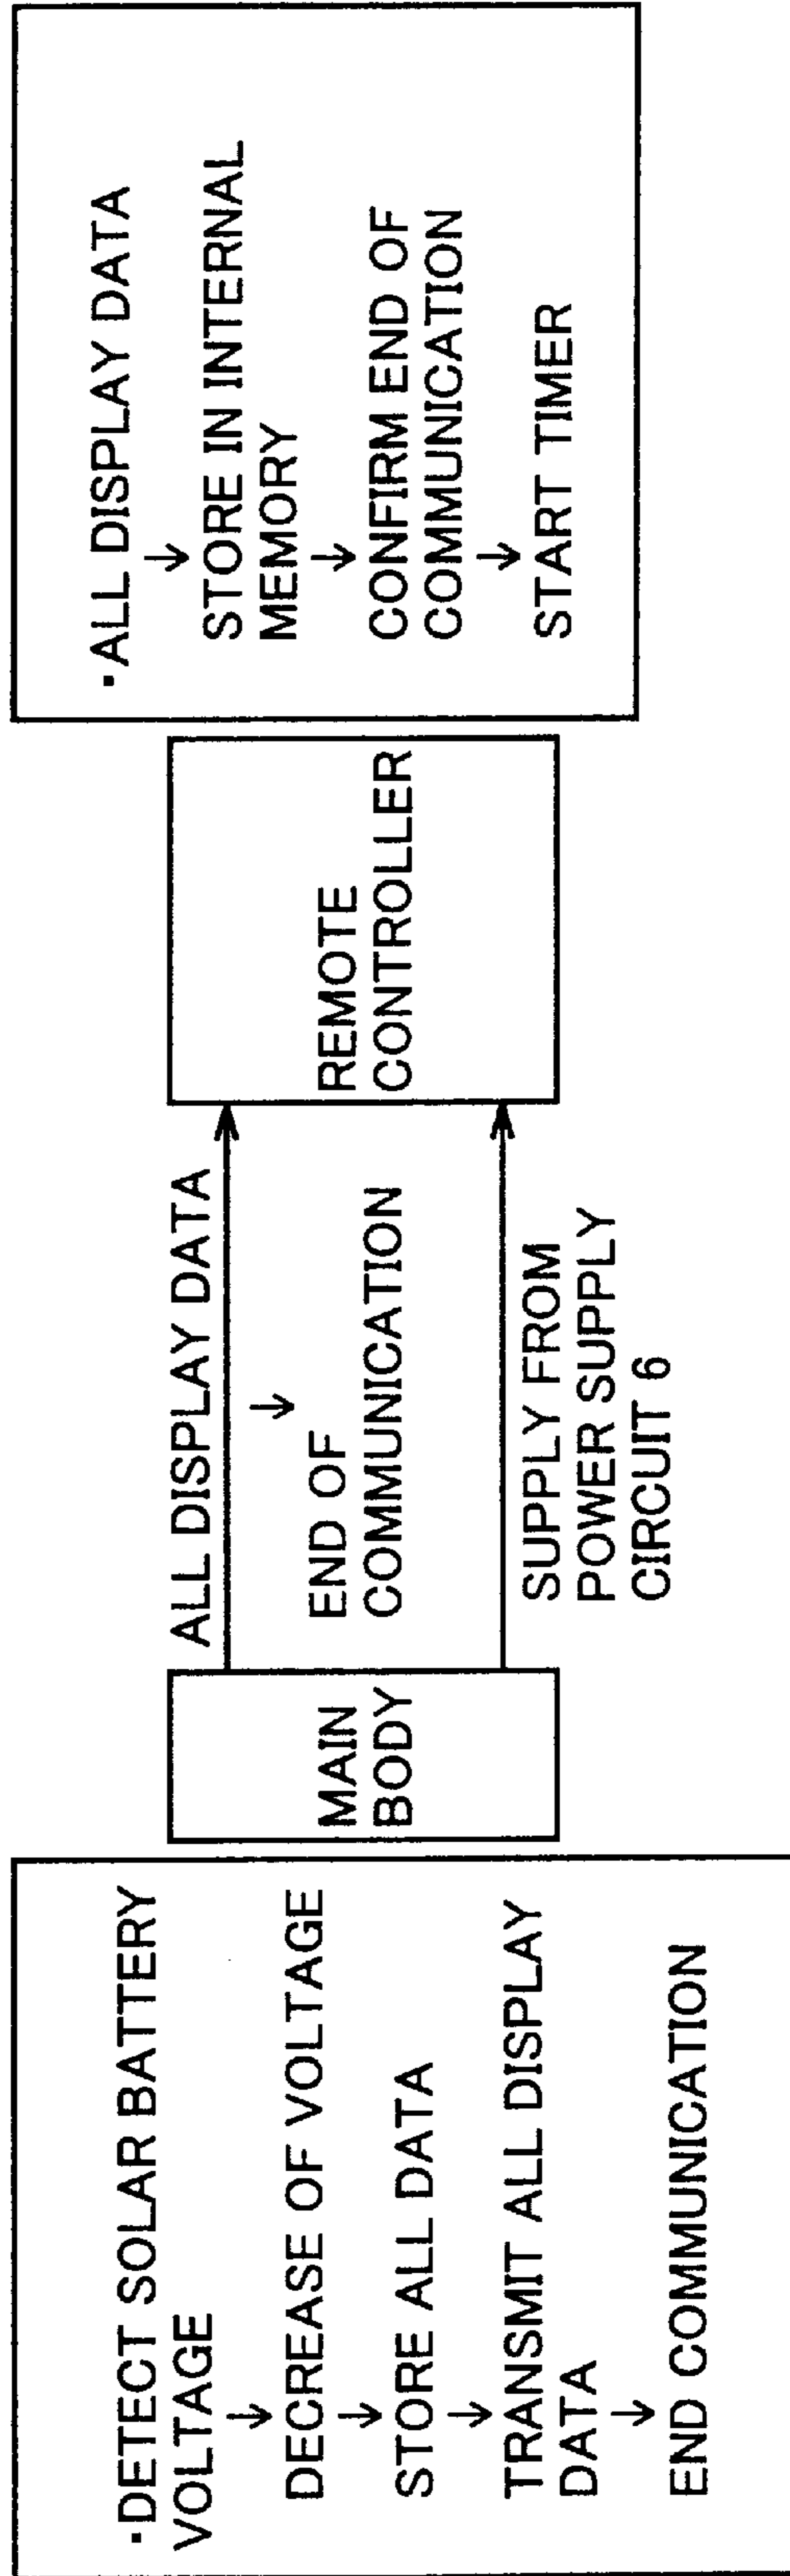 ·DETECT SOLAR BATTERY
VOLTAGE
↓
DECREASE OF VOLTAGE
↓
STORE ALL DATA
↓
TRANSMIT ALL DISPLAY
DATA
↓
END COMMUNICATION
MAIN
BODY
ALL DISPLAY DATA
↓
END OF
COMMUNICATION
SUPPLY FROM
POWER SUPPLY
CIRCUIT 6
REMOTE
CONTROLLER
·ALL DISPLAY DATA
↓
STORE IN INTERNAL
MEMORY
↓
CONFIRM END OF
COMMUNICATION
↓
START TIMER